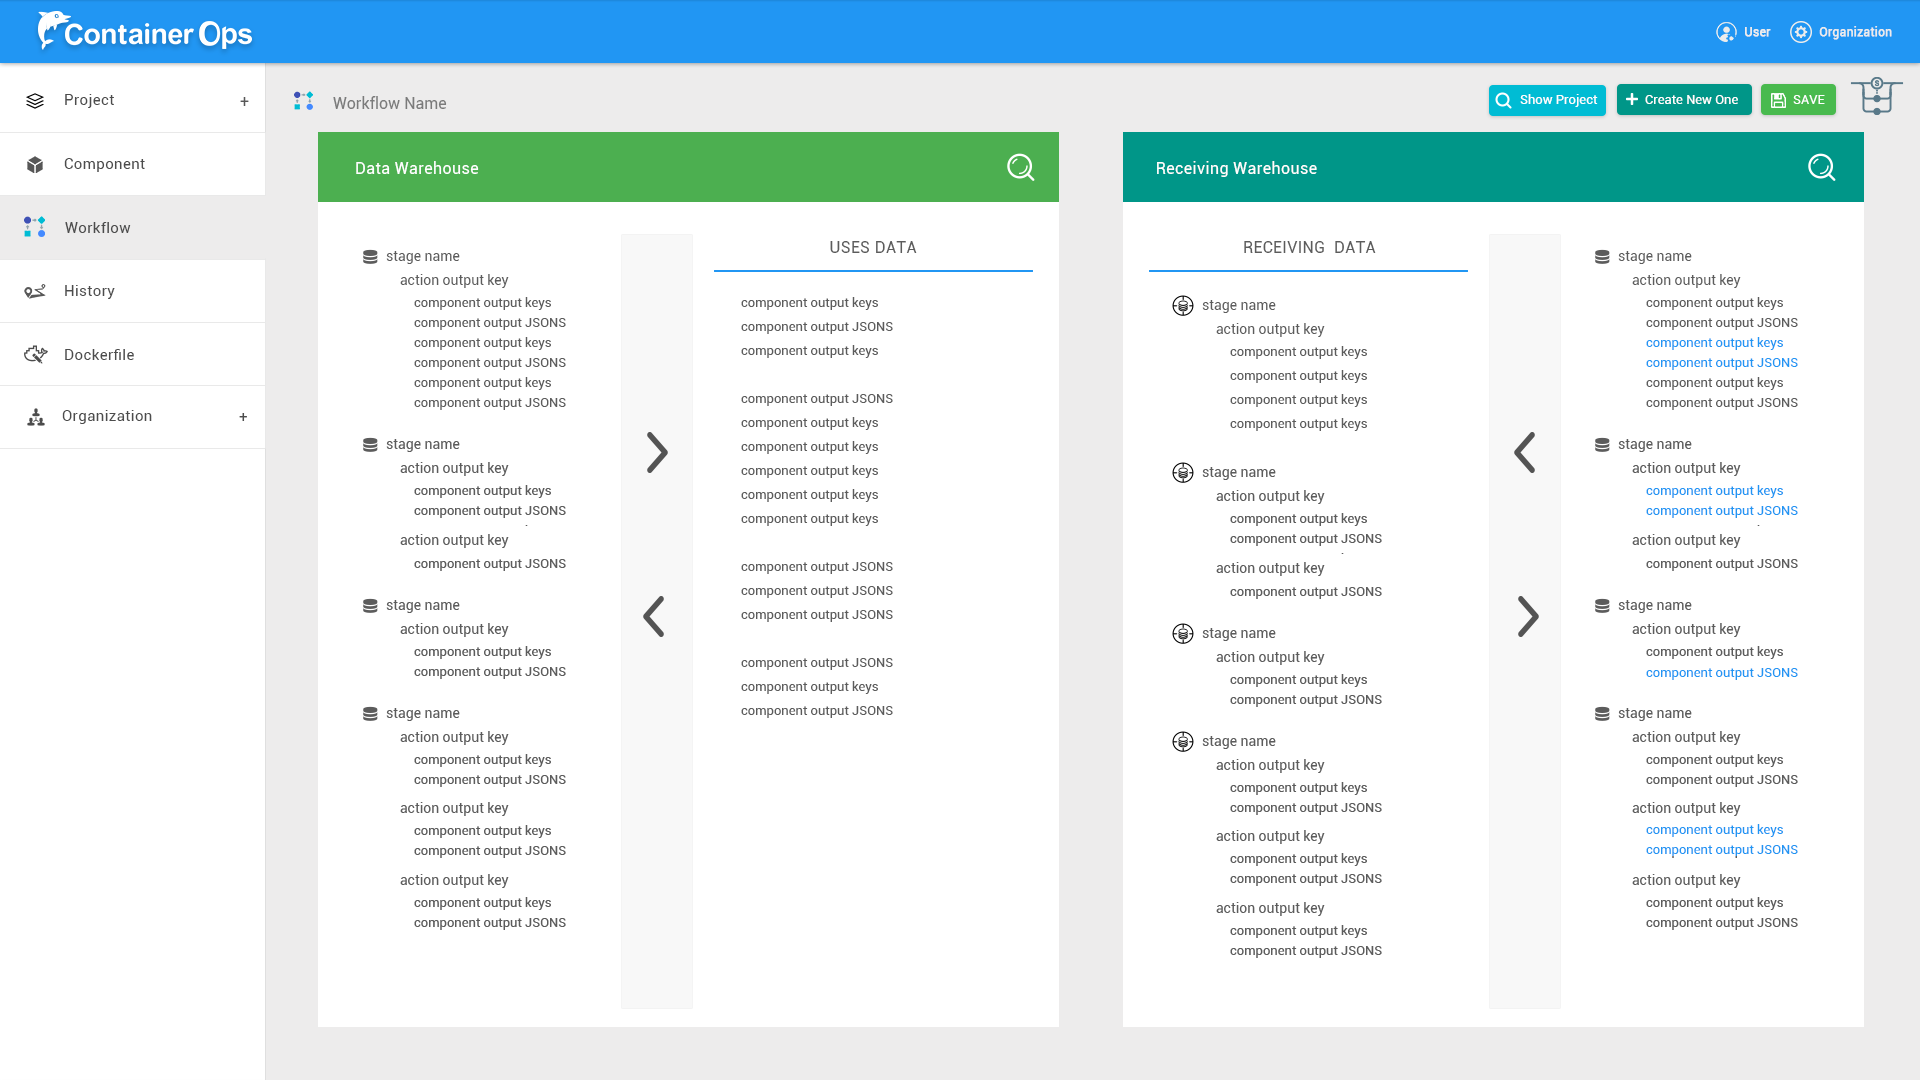 Container Ops
User
Organization
Project +
Component
Workflow
History
Dockerfile
Organization +
Workflow Name
Show Project
+ Create New One
SAVE
Data Warehouse
stage name
action output key
component output keys
component output JSONS
component output keys
component output JSONS
component output keys
component output JSONS
stage name
action output key
component output keys
component output JSONS
action output key
component output JSONS
stage name
action output key
component output keys
component output JSONS
stage name
action output key
component output keys
component output JSONS
action output key
component output keys
component output JSONS
action output key
component output keys
component output JSONS
USES DATA
component output keys
component output JSONS
component output keys
component output JSONS
component output keys
component output keys
component output keys
component output keys
component output keys
component output JSONS
component output JSONS
component output JSONS
component output JSONS
component output keys
component output JSONS
Receiving Warehouse
RECEIVING DATA
stage name
action output key
component output keys
component output keys
component output keys
component output keys
stage name
action output key
component output keys
component output JSONS
action output key
component output JSONS
stage name
action output key
component output keys
component output JSONS
stage name
action output key
component output keys
component output JSONS
action output key
component output keys
component output JSONS
action output key
component output keys
component output JSONS
stage name
action output key
component output keys
component output JSONS
component output keys
component output JSONS
component output keys
component output JSONS
stage name
action output key
component output keys
component output JSONS
action output key
component output JSONS
stage name
action output key
component output keys
component output JSONS
stage name
action output key
component output keys
component output JSONS
action output key
component output keys
component output JSONS
action output key
component output keys
component output JSONS